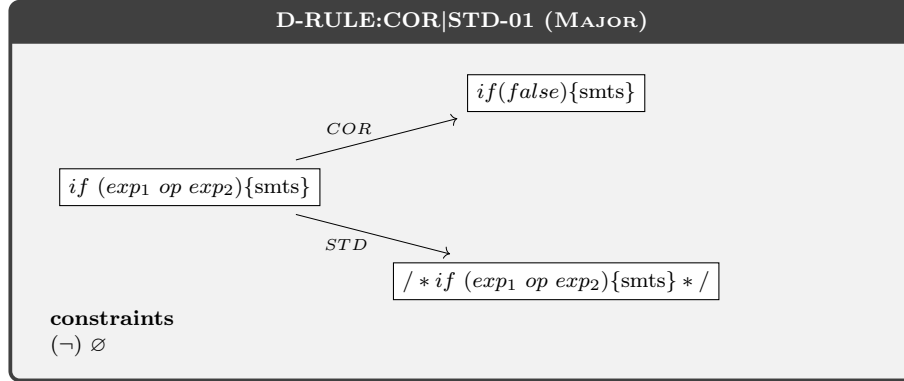 D-RULE:COR|STD-01 (MAJOR)
if(false){smts}
COR
if (exp₁ op exp₂){smts}
STD
/ * if (exp₁ op exp₂){smts} * /
constraints
(¬) ∅